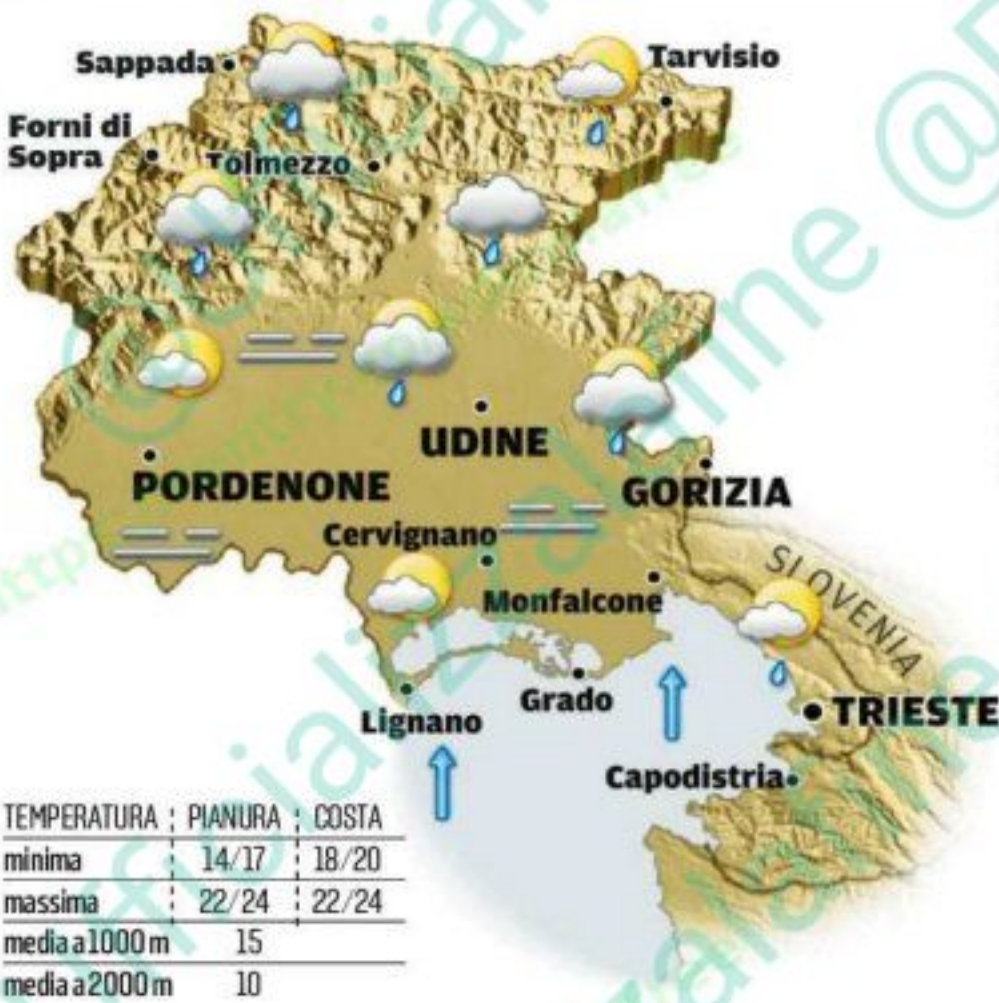 Sappada
Tarvisio
Forni di
Sopra
Tolmezzo
UDINE
PORDENONE
GORIZIA
Cervignano
SLOVENIA
Monfalcone
Grado
Lignano
TRIESTE
Capodistria
TEMPERATURA PIANURA COSTA
minima 14/17 18/20
massima 22/24 22/24
media a 1000 m 15
media a 2000 m 10